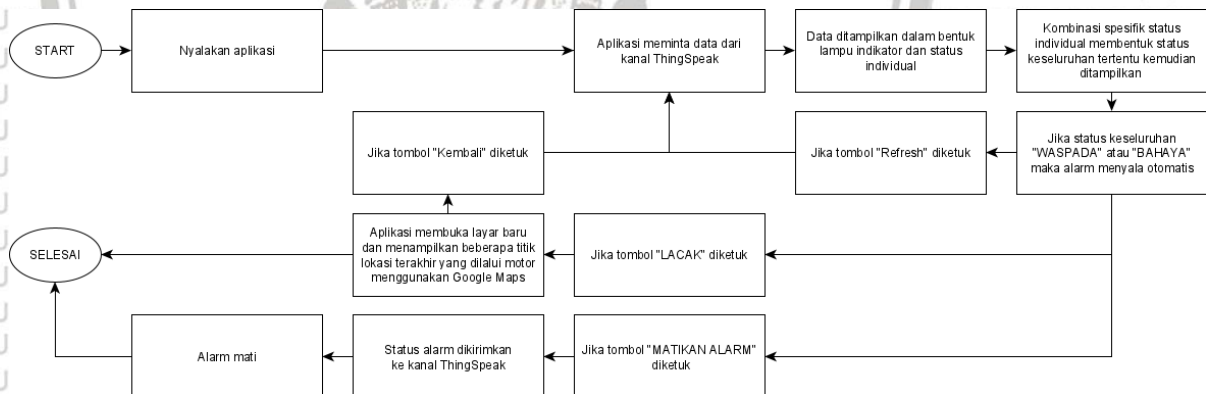 START
Nyalakan aplikasi
Aplikasi meminta data dari
kanal ThingSpeak
Data ditampilkan dalam bentuk
lampu indikator dan status
individual
Kombinasi spesifik status
individual membentuk status
keseluruhan tertentu kemudian
ditampilkan
Jika tombol "Kembali" diketuk
Jika tombol "Refresh" diketuk
Jika status keseluruhan
"WASPADA" atau "BAHAYA"
maka alarm menyala otomatis
SELESAI
Aplikasi membuka layar baru
dan menampilkan beberapa titik
lokasi terakhir yang dilalui motor
menggunakan Google Maps
Jika tombol "LACAK" diketuk
Alarm mati
Status alarm dikirimkan
ke kanal ThingSpeak
Jika tombol "MATIKAN ALARM"
diketuk